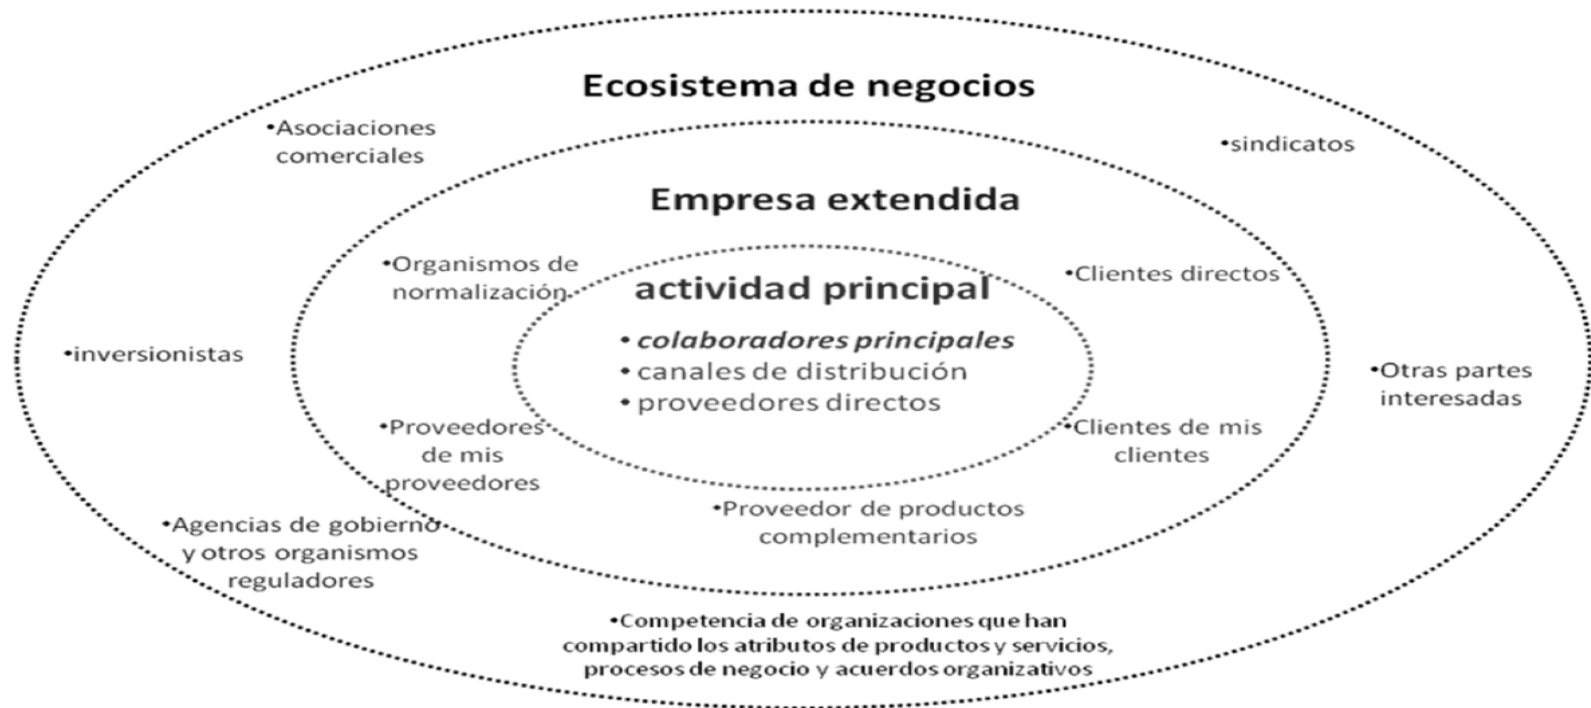 Ecosistema de negocios
•Asociaciones
comerciales
•sindicatos
Empresa extendida
•Organismos de
normalización
•Clientes directos
actividad principal
• colaboradores principales
• canales de distribución
• proveedores directos
•inversionistas
•Otras partes
interesadas
•Proveedores
de mis
proveedores
•Clientes de mis
clientes
•Proveedor de productos
complementarios
•Agencias de gobierno
y otros organismos
reguladores
•Competencia de organizaciones que han
compartido los atributos de productos y servicios,
procesos de negocio y acuerdos organizativos